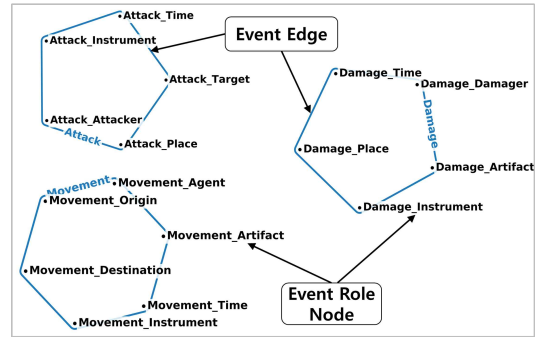 Attack_Time
Attack_Instrument
Attack_Target
Attack_Attacker
Attack
Attack_Place
Event Edge
Damage_Time
Damage_Damager
Damage
Damage_Place
Damage_Artifact
Damage_Instrument
Movement
Movement_Agent
Movement_Origin
Movement_Artifact
Movement_Destination
Movement_Time
Movement_Instrument
Event Role
Node